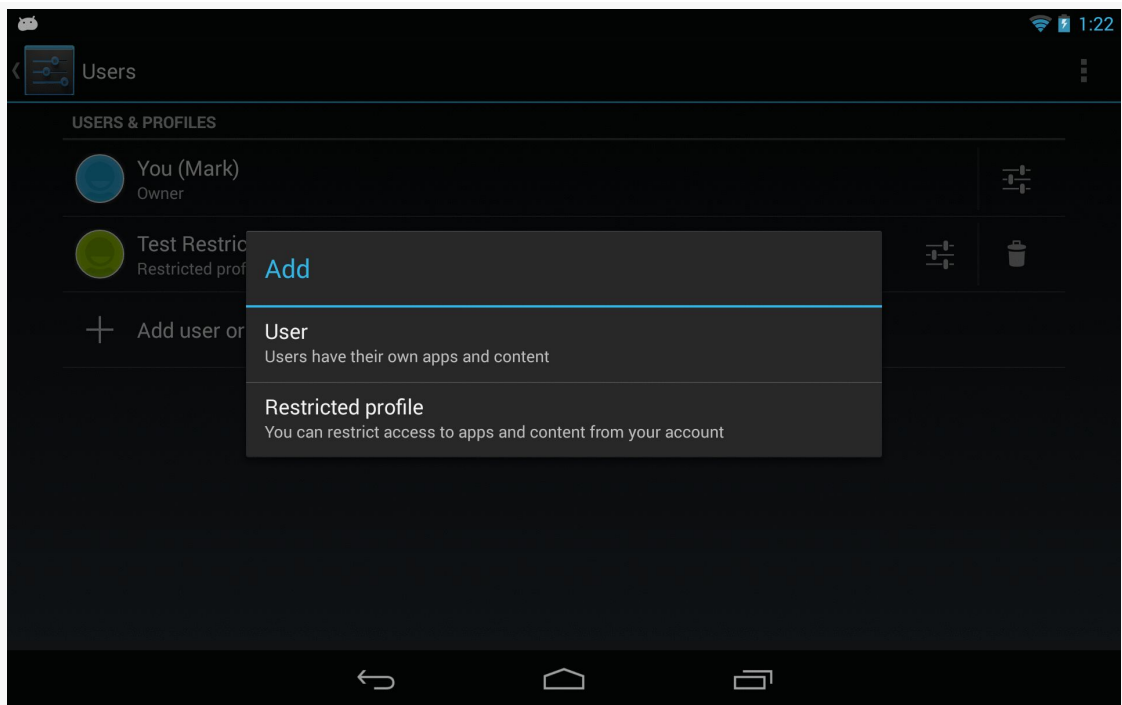 1:22
Users
USERS & PROFILES
You (Mark)
Owner
Test Restric
Restricted prof
Add user or
Add
User
Users have their own apps and content
Restricted profile
You can restrict access to apps and content from your account